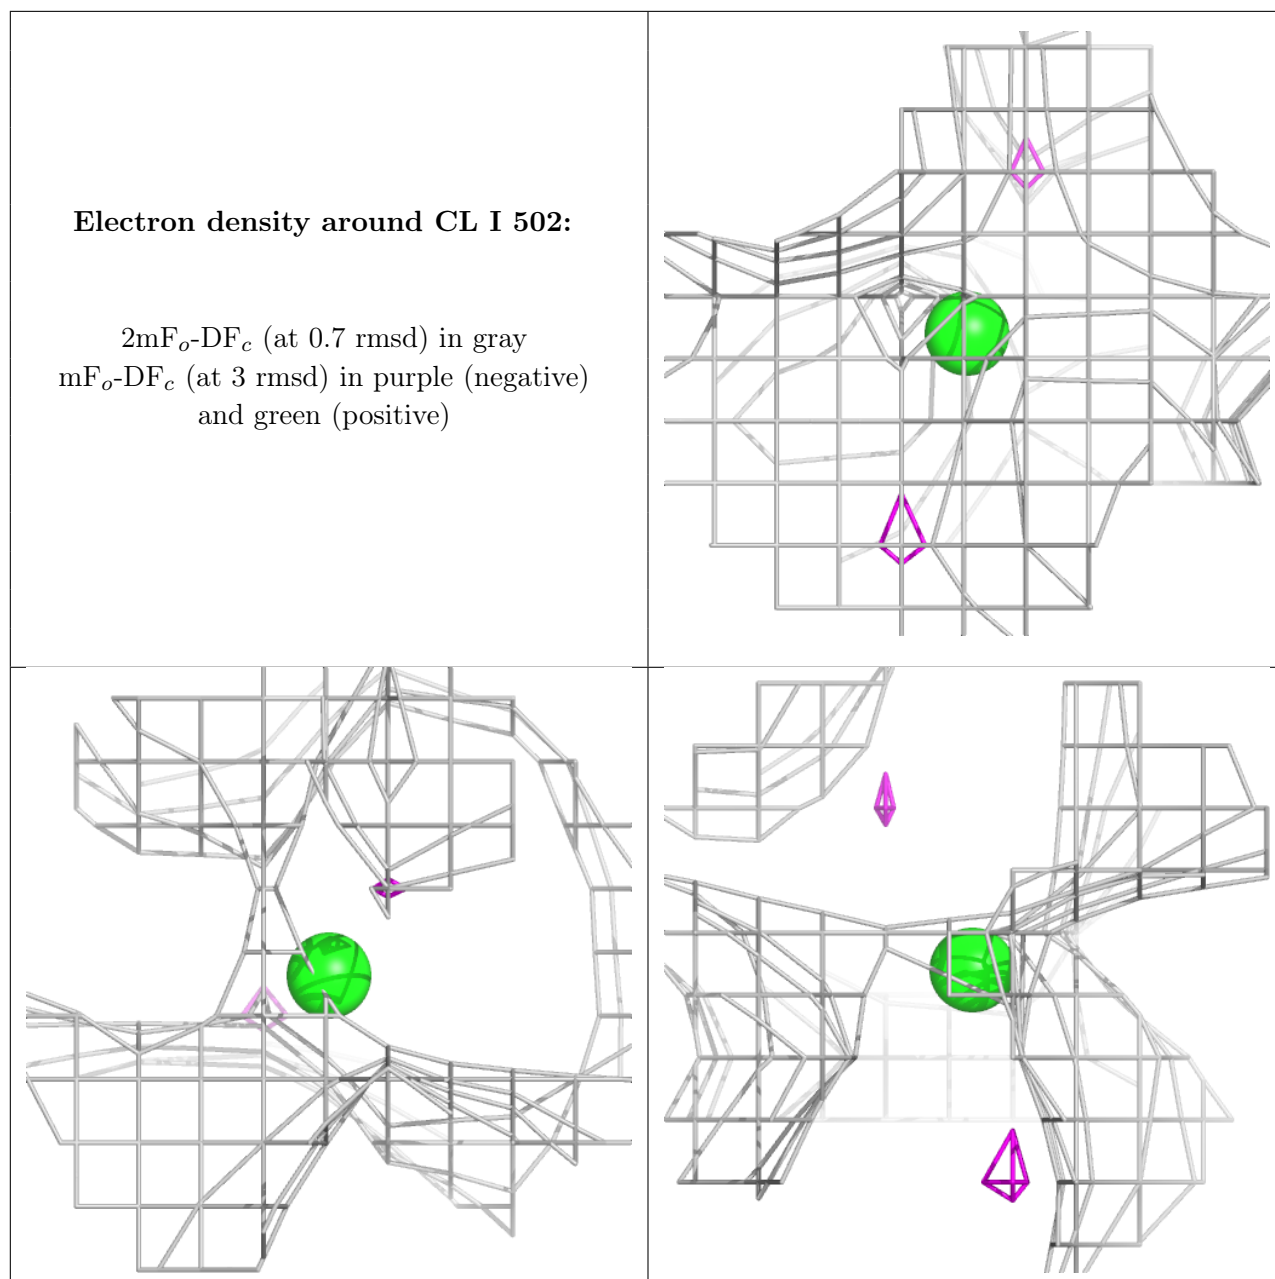 Electron density around CL I 502:
2mFo-DFc (at 0.7 rmsd) in gray
mFo-DFc (at 3 rmsd) in purple (negative)
and green (positive)